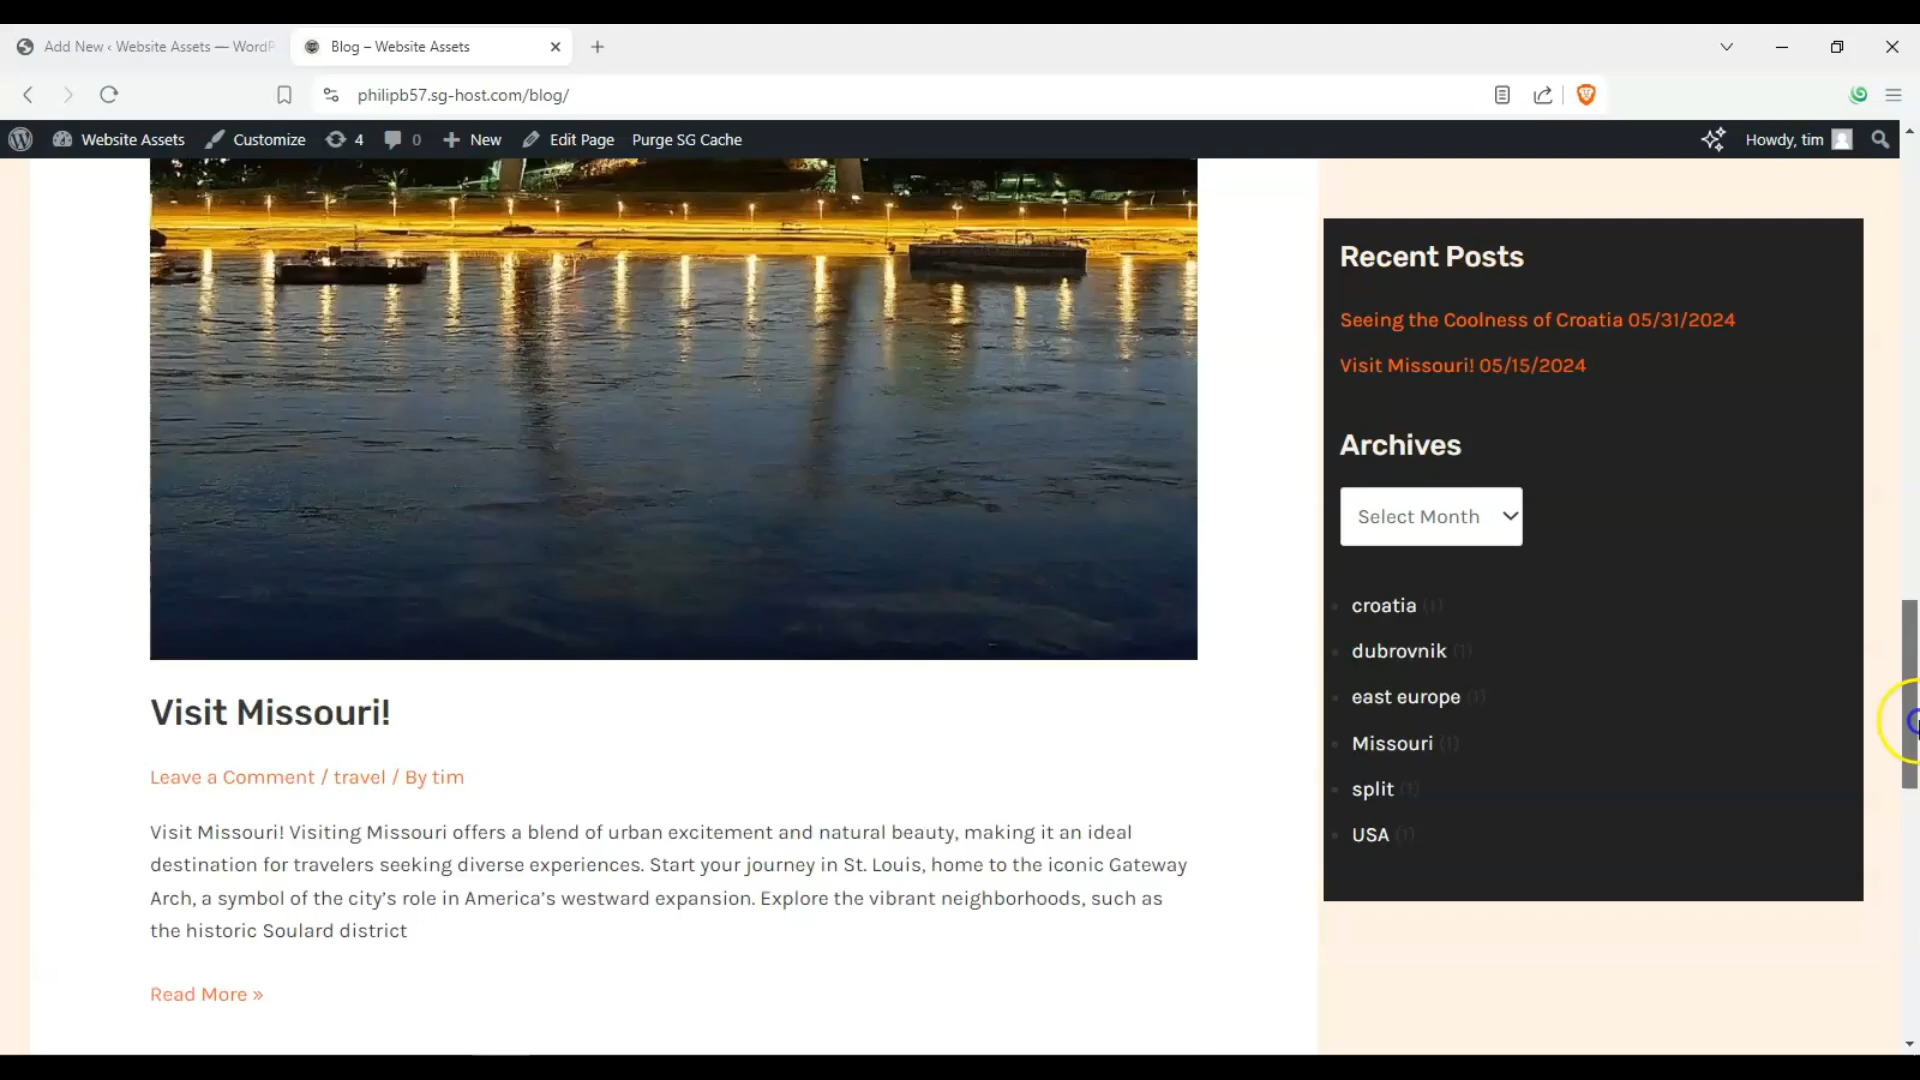 Add New ‹ Website Assets — WordP
Blog – Website Assets
philipb57.sg-host.com/blog/
Website Assets
Customize
4
0
New
Edit Page
Purge SG Cache
Howdy, tim
Visit Missouri!
Leave a Comment / travel / By tim
Visit Missouri! Visiting Missouri offers a blend of urban excitement and natural beauty, making it an ideal
destination for travelers seeking diverse experiences. Start your journey in St. Louis, home to the iconic Gateway
Arch, a symbol of the city’s role in America’s westward expansion. Explore the vibrant neighborhoods, such as
the historic Soulard district
Read More »
Recent Posts
Seeing the Coolness of Croatia 05/31/2024
Visit Missouri! 05/15/2024
Archives
Select Month
croatia (1)
dubrovnik (1)
east europe (1)
Missouri (1)
split (1)
USA (1)